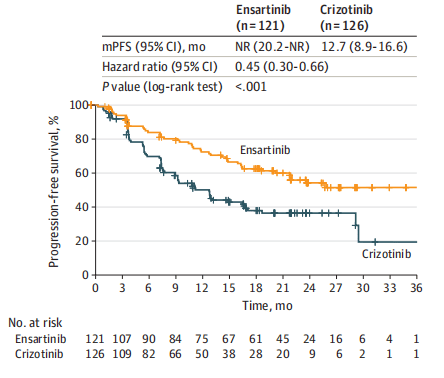 Ensartinib Crizotinib
(n=121) (n=126)
mPFS (95% CI), mo NR (20.2-NR) 12.7 (8.9-16.6)
Hazard ratio (95% CI) 0.45 (0.30-0.66)
P value (log-rank test) <.001
Progression-free survival, %
100
80
60
40
20
0
Ensartinib
Crizotinib
0 3 6 9 12 15 18 21 24 27 30 33 36
Time, mo
No. at risk
Ensartinib 121 107 90 84 75 67 61 45 24 16 6 4 1
Crizotinib 126 109 82 66 50 38 28 20 9 6 2 1 1